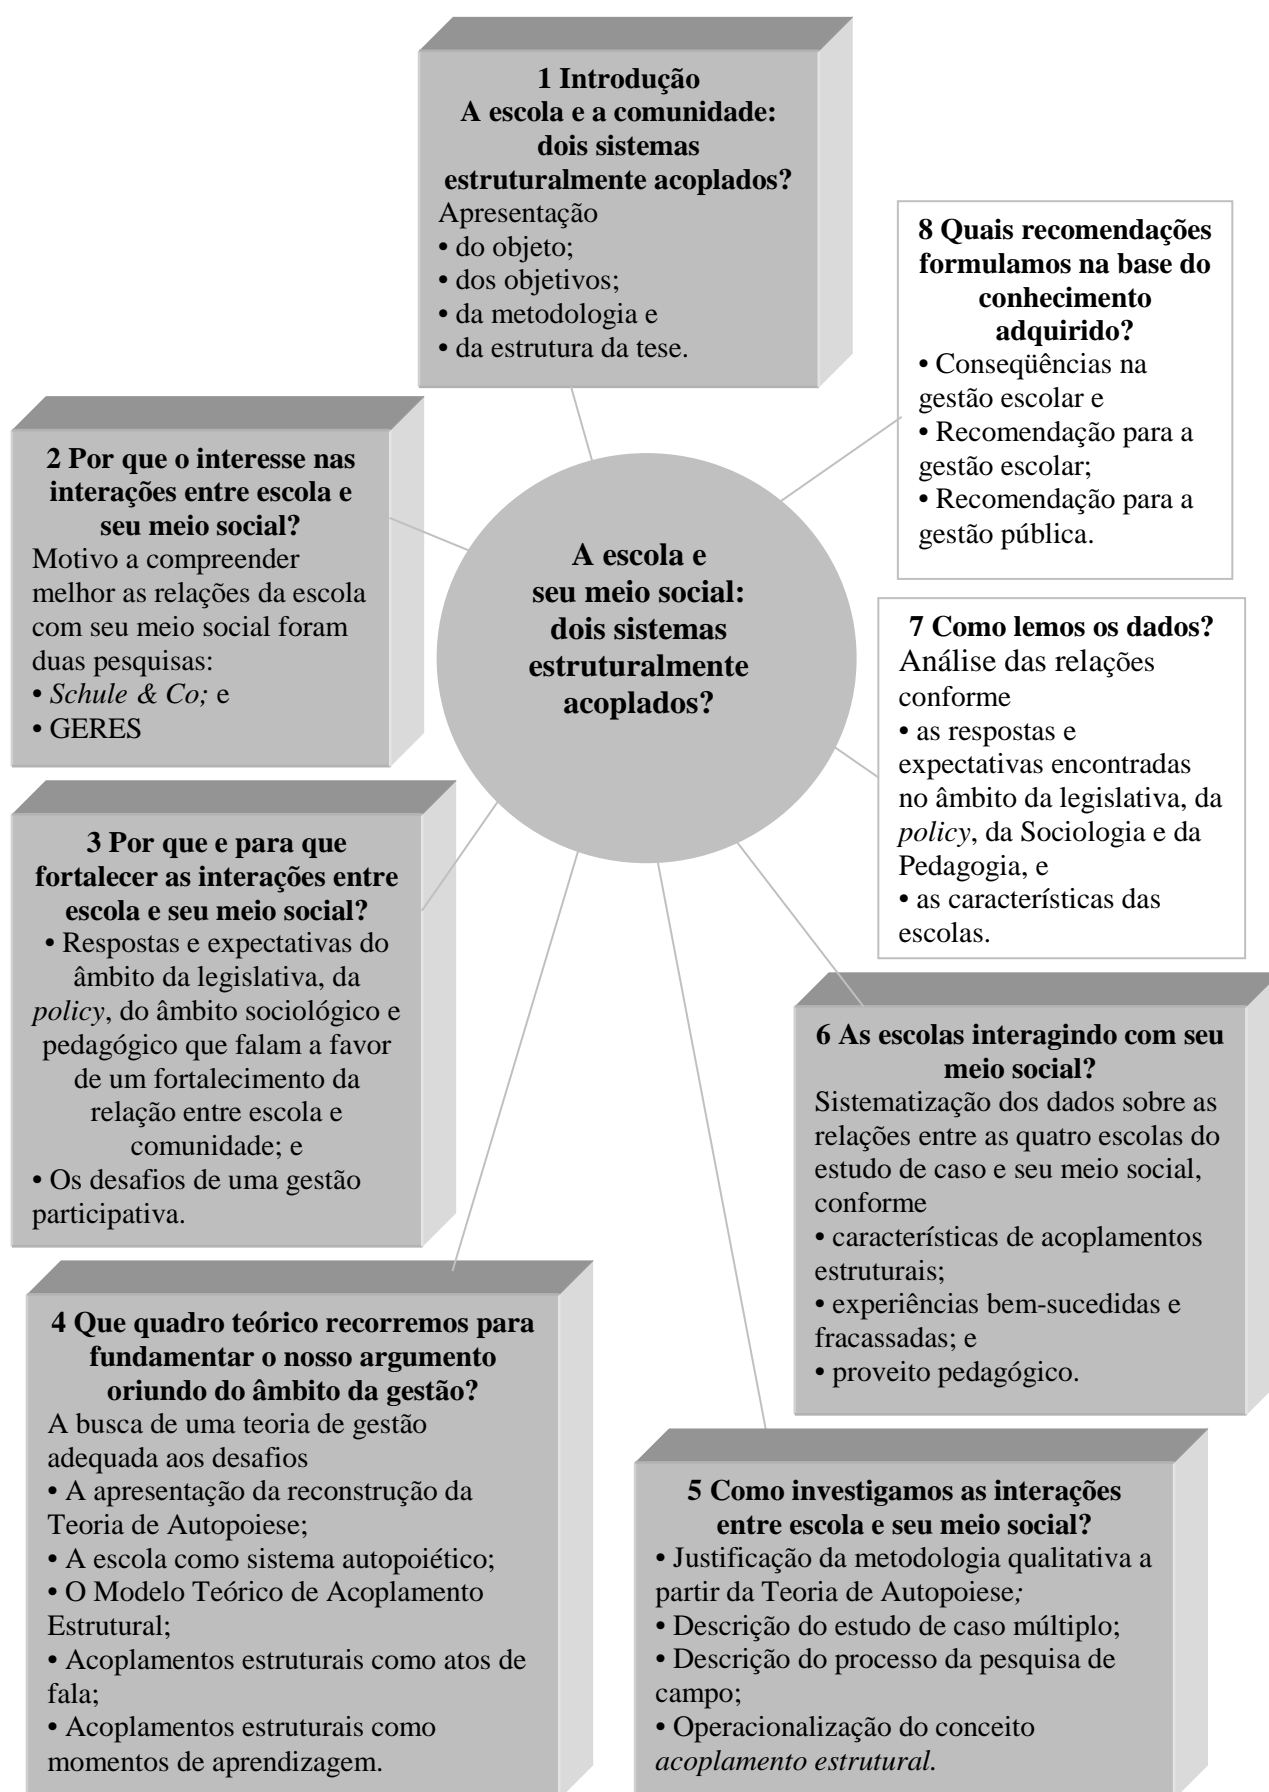 1 Introdução
A escola e a comunidade:
dois sistemas
estruturalmente acoplados?
Apresentação
• do objeto;
• dos objetivos;
• da metodologia e
• da estrutura da tese.
2 Por que o interesse nas
interações entre escola e
seu meio social?
Motivo a compreender
melhor as relações da escola
com seu meio social foram
duas pesquisas:
• Schule & Co; e
• GERES
3 Por que e para que
fortalecer as interações entre
escola e seu meio social?
• Respostas e expectativas do
âmbito da legislativa, da
policy, do âmbito sociológico e
pedagógico que falam a favor
de um fortalecimento da
relação entre escola e
comunidade; e
• Os desafios de uma gestão
participativa.
4 Que quadro teórico recorremos para
fundamentar o nosso argumento
oriundo do âmbito da gestão?
A busca de uma teoria de gestão
adequada aos desafios
• A apresentação da reconstrução da
Teoria de Autopoiese;
• A escola como sistema autopoiético;
• O Modelo Teórico de Acoplamento
Estrutural;
• Acoplamentos estruturais como atos de
fala;
• Acoplamentos estruturais como
momentos de aprendizagem.
5 Como investigamos as interações
entre escola e seu meio social?
• Justificação da metodologia qualitativa a
partir da Teoria de Autopoiese;
• Descrição do estudo de caso múltiplo;
• Descrição do processo da pesquisa de
campo;
• Operacionalização do conceito
acoplamento estrutural.
6 As escolas interagindo com seu
meio social?
Sistematização dos dados sobre as
relações entre as quatro escolas do
estudo de caso e seu meio social,
conforme
• características de acoplamentos
estruturais;
• experiências bem-sucedidas e
fracassadas; e
• proveito pedagógico.
7 Como lemos os dados?
Análise das relações
conforme
• as respostas e
expectativas encontradas
no âmbito da legislativa, da
policy, da Sociologia e da
Pedagogia, e
• as características das
escolas.
8 Quais recomendações
formulamos na base do
conhecimento
adquirido?
• Conseqüências na
gestão escolar e
• Recomendação para a
gestão escolar;
• Recomendação para a
gestão pública.
A escola e
seu meio social:
dois sistemas
estruturalmente
acoplados?